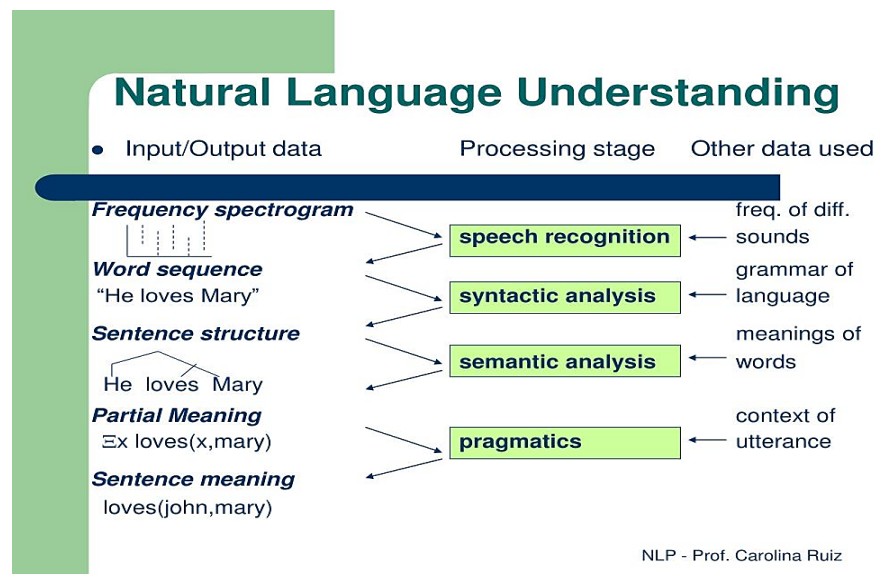 Natural Language Understanding
● Input/Output data Processing stage Other data used
Frequency spectrogram
freq. of diff.
speech recognition
sounds
Word sequence
grammar of
"He loves Mary"
syntactic analysis
language
Sentence structure
meanings of
semantic analysis
words
He loves Mary
Partial Meaning
context of
Ξx loves(x,mary)
pragmatics
utterance
Sentence meaning
loves(john,mary)
NLP - Prof. Carolina Ruiz